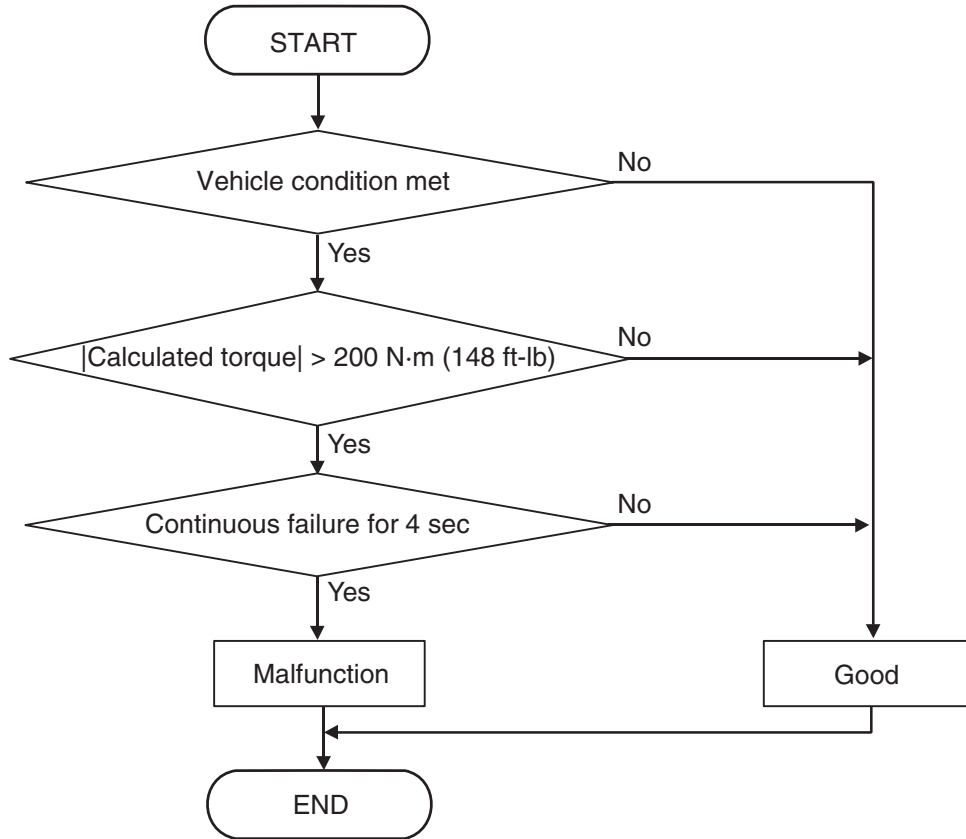 START
Vehicle condition met
No
Yes
|Calculated torque| > 200 N·m (148 ft-lb)
No
Yes
Continuous failure for 4 sec
No
Yes
Malfunction
Good
END